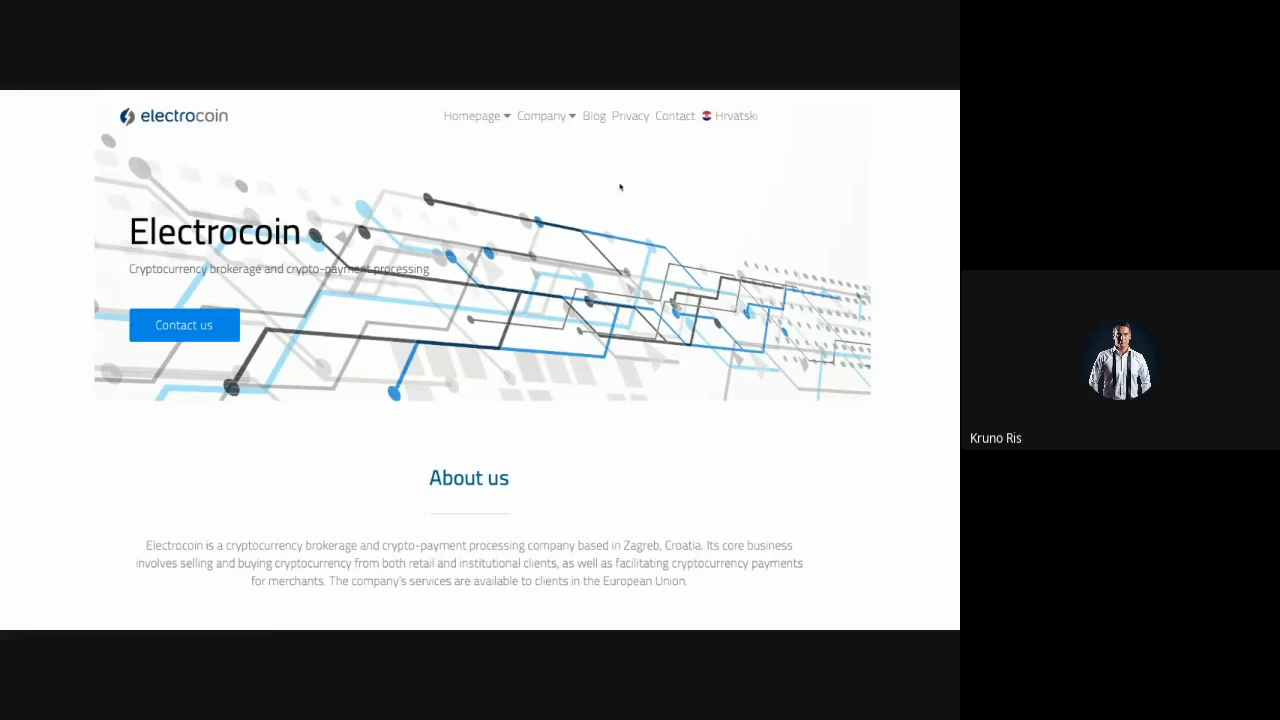 electrocoin
Homepage Company Blog Privacy Contact Hrvatski
Electrocoin
Cryptocurrency brokerage and crypto-payment processing
Contact us
About us
Electrocoin is a cryptocurrency brokerage and crypto-payment processing company based in Zagreb, Croatia. Its core business
involves selling and buying cryptocurrency from both retail and institutional clients, as well as facilitating cryptocurrency payments
for merchants. The company's services are available to clients in the European Union.
Kruno Ris